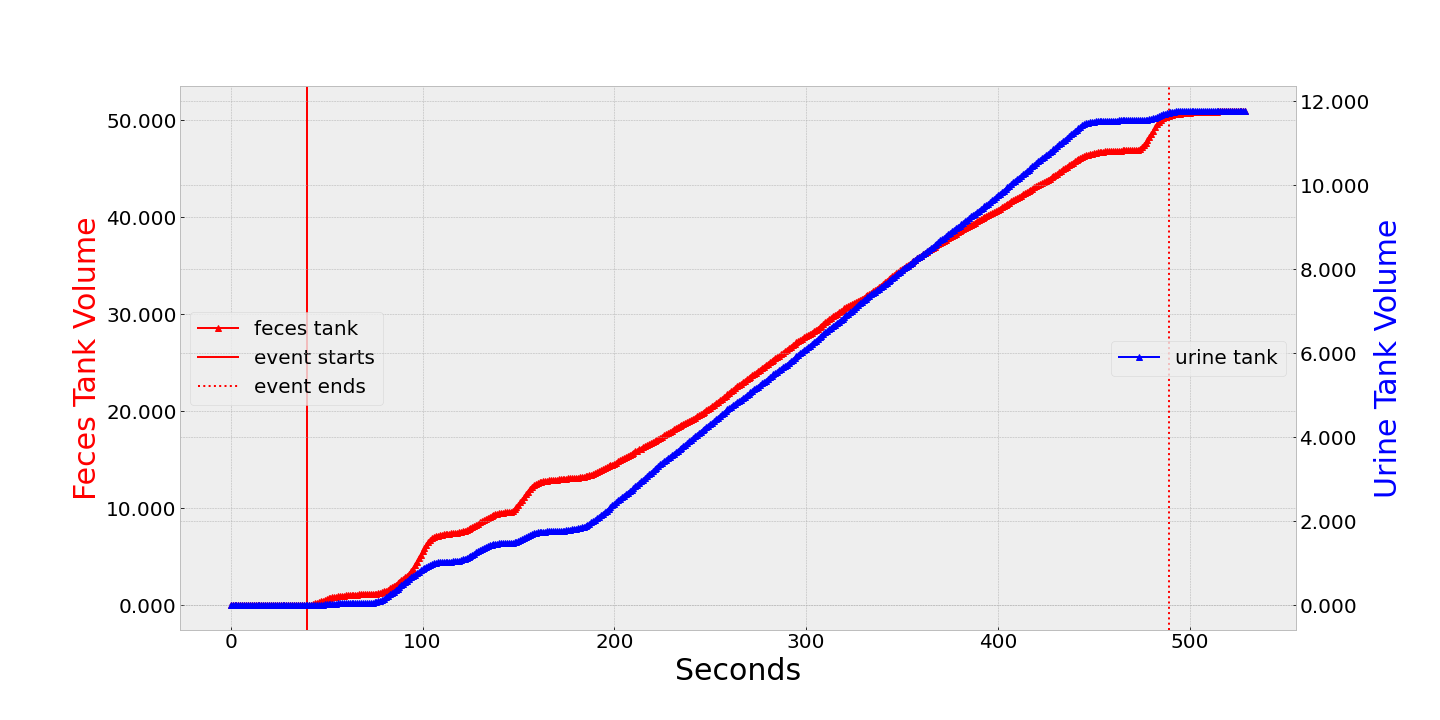 Feces Tank Volume
50.000
40.000
30.000
20.000
10.000
0.000
feces tank
event starts
event ends
0 100 200 300 400 500
Seconds
urine tank
12.000
10.000
8.000
6.000
4.000
2.000
0.000
Urine Tank Volume